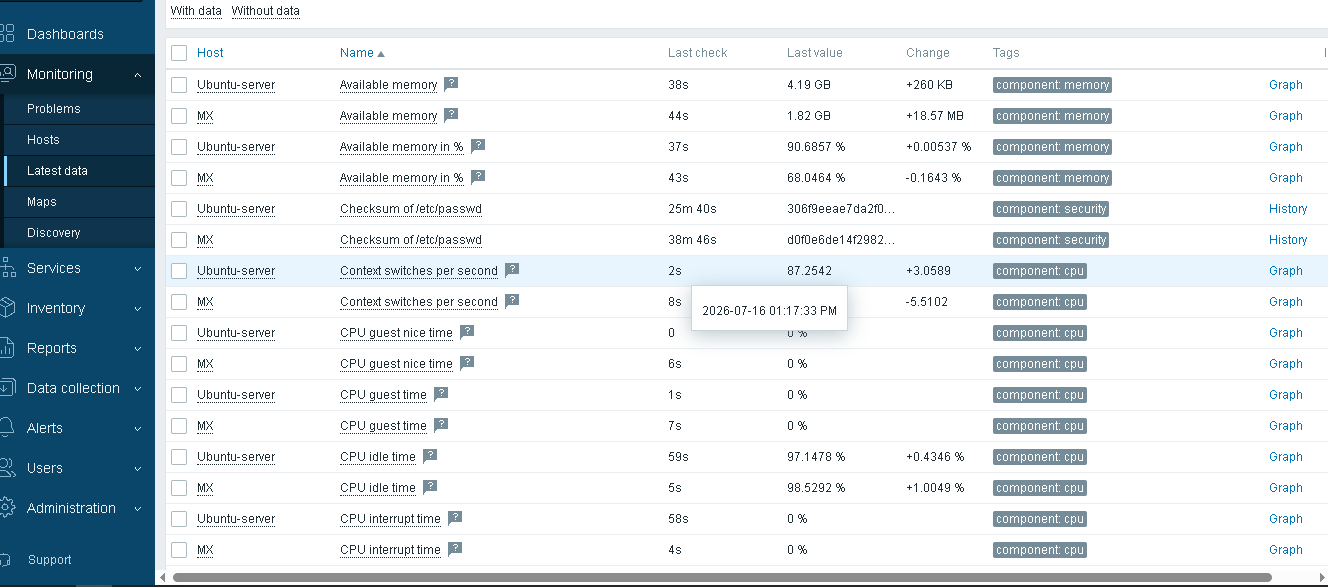 With data Without data
Dashboards
Monitoring
Problems
Hosts
Latest data
Maps
Discovery
Services
Inventory
Reports
Data collection
Alerts
Users
Administration
Support
Host Name Last check Last value Change Tags
Ubuntu-server Available memory ? 38s 4.19 GB +260 KB component: memory Graph
MX Available memory ? 44s 1.82 GB +18.57 MB component: memory Graph
Ubuntu-server Available memory in % ? 37s 90.6857 % +0.00537 % component: memory Graph
MX Available memory in % ? 43s 68.0464 % -0.1643 % component: memory Graph
Ubuntu-server Checksum of /etc/passwd 25m 40s 306f9eeae7da2f0... component: security History
MX Checksum of /etc/passwd 38m 46s d0f0e6de14f2982... component: security History
Ubuntu-server Context switches per second ? 2s 87.2542 +3.0589 component: cpu Graph
MX Context switches per second ? 8s -5.5102 component: cpu Graph
2026-07-16 01:17:33 PM
Ubuntu-server CPU guest nice time ? 0 0 % component: cpu Graph
MX CPU guest nice time ? 6s 0 % component: cpu Graph
Ubuntu-server CPU guest time ? 1s 0 % component: cpu Graph
MX CPU guest time ? 7s 0 % component: cpu Graph
Ubuntu-server CPU idle time ? 59s 97.1478 % +0.4346 % component: cpu Graph
MX CPU idle time ? 5s 98.5292 % +1.0049 % component: cpu Graph
Ubuntu-server CPU interrupt time ? 58s 0 % component: cpu Graph
MX CPU interrupt time ? 4s 0 % component: cpu Graph